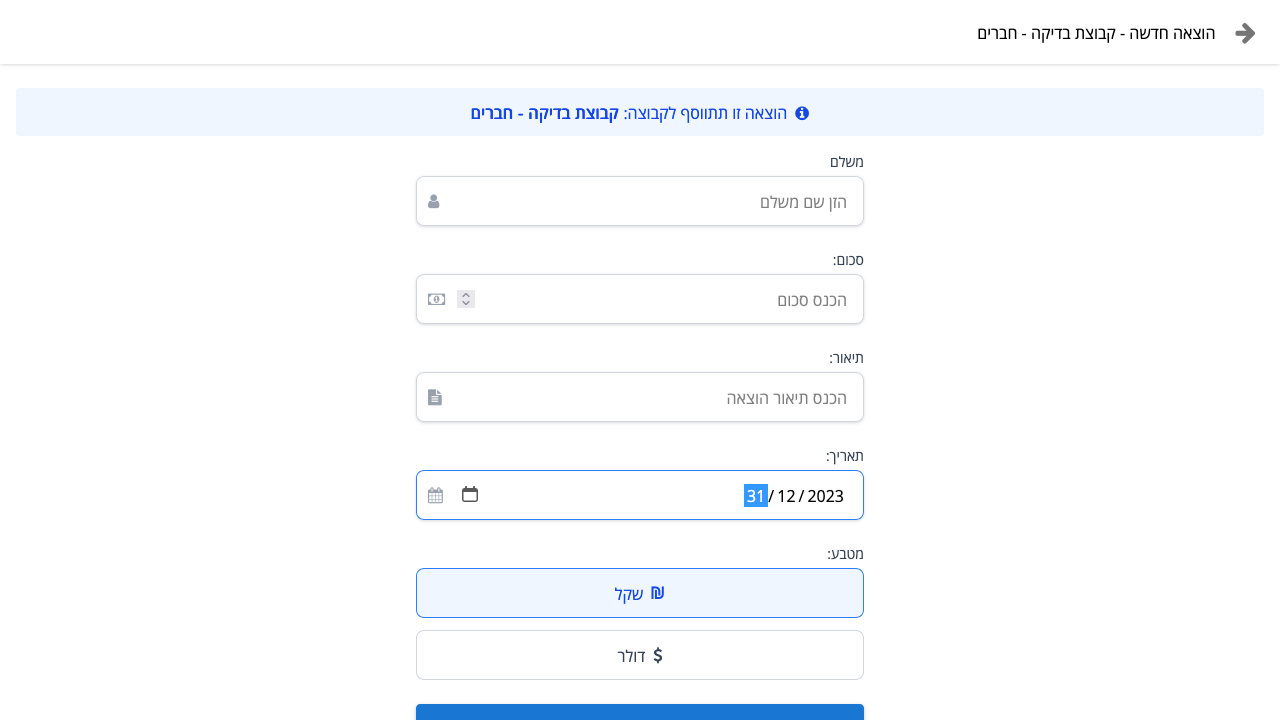 הוצאה חדשה - קבוצת בדיקה - חברים
הוצאה זו תתווסף לקבוצה: קבוצת בדיקה - חברים
משלם
הזן שם משלם
סכום:
הכנס סכום
תיאור:
הכנס תיאור הוצאה
תאריך:
31/12/2023
מטבע:
₪ שקל
$ דולר